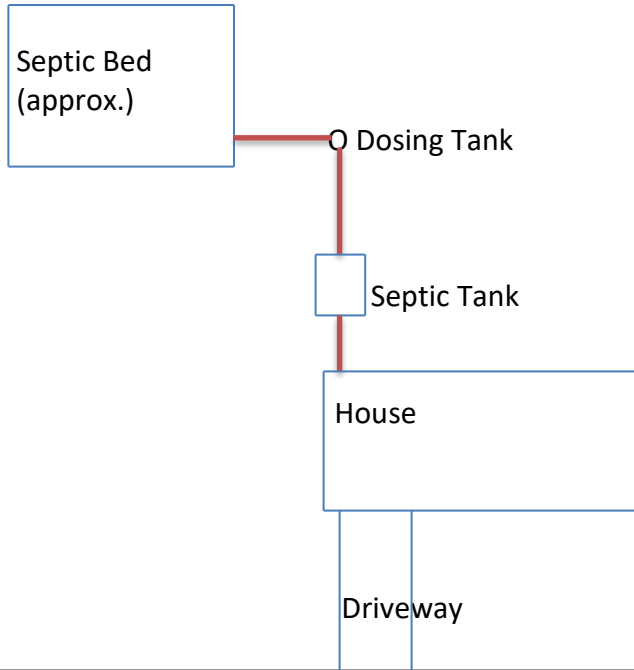 Septic Bed
(approx.)
O Dosing Tank
Septic Tank
House
Driveway